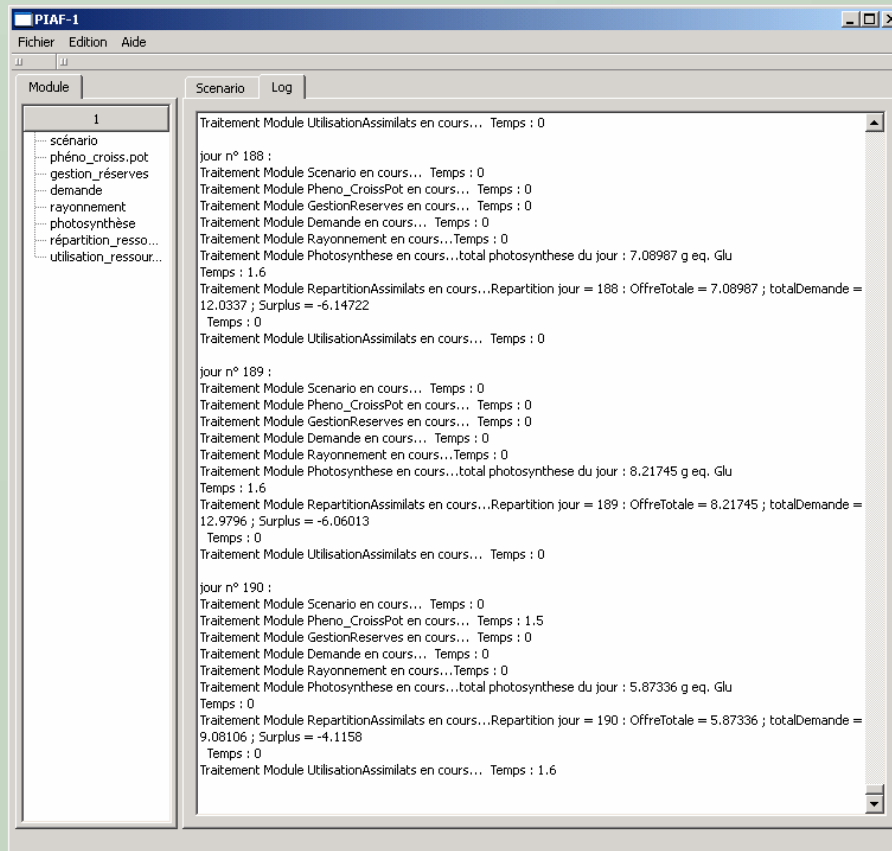 PIAF-1
Fichier Edition Aide
Module
Scenario Log
1
scénario
phéno_croiss.pot
gestion_réserves
demande
rayonnement
photosynthèse
répartition_resso...
utilisation_ressour...
Traitement Module UtilisationAssimilats en cours... Temps : 0
jour n° 188 :
Traitement Module Scenario en cours... Temps : 0
Traitement Module Pheno_CroissPot en cours... Temps : 0
Traitement Module GestionReserves en cours... Temps : 0
Traitement Module Demande en cours... Temps : 0
Traitement Module Rayonnement en cours...Temps : 0
Traitement Module Photosynthese en cours...total photosynthese du jour : 7.08987 g eq. Glu
Temps : 1.6
Traitement Module RepartitionAssimilats en cours...Repartition jour = 188 : OffreTotale = 7.08987 ; totalDemande =
12.0337 ; Surplus = -6.14722
Temps : 0
Traitement Module UtilisationAssimilats en cours... Temps : 0
jour n° 189 :
Traitement Module Scenario en cours... Temps : 0
Traitement Module Pheno_CroissPot en cours... Temps : 0
Traitement Module GestionReserves en cours... Temps : 0
Traitement Module Demande en cours... Temps : 0
Traitement Module Rayonnement en cours...Temps : 0
Traitement Module Photosynthese en cours...total photosynthese du jour : 8.21745 g eq. Glu
Temps : 1.6
Traitement Module RepartitionAssimilats en cours...Repartition jour = 189 : OffreTotale = 8.21745 ; totalDemande =
12.9796 ; Surplus = -6.06013
Temps : 0
Traitement Module UtilisationAssimilats en cours... Temps : 0
jour n° 190 :
Traitement Module Scenario en cours... Temps : 0
Traitement Module Pheno_CroissPot en cours... Temps : 1.5
Traitement Module GestionReserves en cours... Temps : 0
Traitement Module Demande en cours... Temps : 0
Traitement Module Rayonnement en cours...Temps : 0
Traitement Module Photosynthese en cours...total photosynthese du jour : 5.87336 g eq. Glu
Temps : 0
Traitement Module RepartitionAssimilats en cours...Repartition jour = 190 : OffreTotale = 5.87336 ; totalDemande =
9.08106 ; Surplus = -4.1158
Temps : 0
Traitement Module UtilisationAssimilats en cours... Temps : 1.6